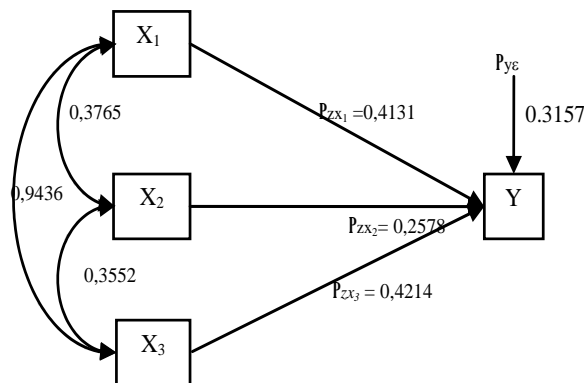 X1
Pyε
0,3765
Pzx1 =0,4131
0.3157
0,9436
X2
Y
Pzx2= 0,2578
0,3552
Pzx3 = 0,4214
X3